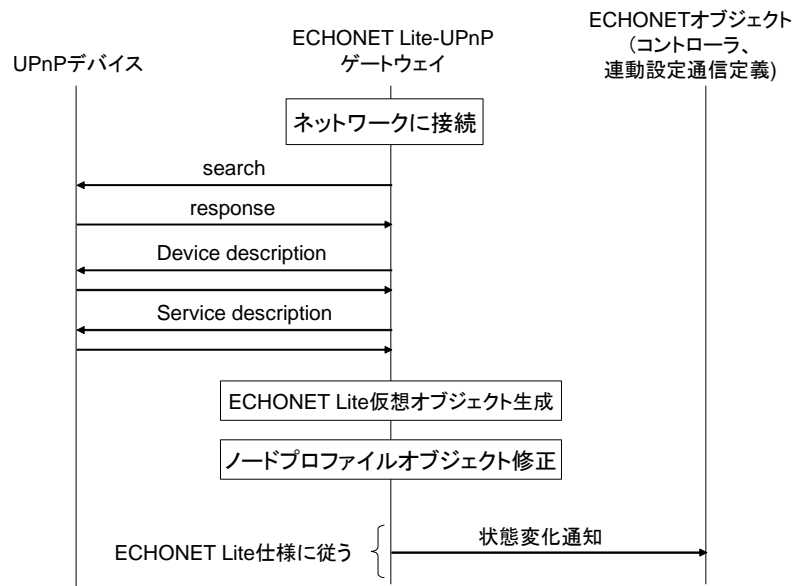 UPnPデバイス
ECHONET Lite-UPnP
ゲートウェイ
ECHONETオブジェクト
(コントローラ、
連動設定通信定義)
ネットワークに接続
search
response
Device description
Service description
ECHONET Lite仮想オブジェクト生成
ノードプロファイルオブジェクト修正
ECHONET Lite仕様に従う
状態変化通知